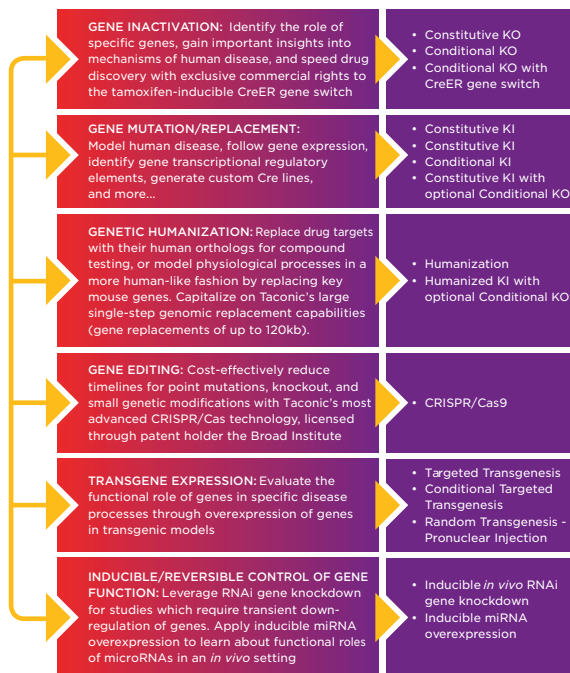 GENE INACTIVATION: Identify the role of
specific genes, gain important insights into
mechanisms of human disease, and speed drug
discovery with exclusive commercial rights to
the tamoxifen-inducible CreER gene switch
• Constitutive KO
• Conditional KO
• Conditional KO with
CreER gene switch
GENE MUTATION/REPLACEMENT:
Model human disease, follow gene expression,
identify gene transcriptional regulatory
elements, generate custom Cre lines,
and more...
• Constitutive KI
• Constitutive KI
• Conditional KI
• Constitutive KI with
optional Conditional KO
GENETIC HUMANIZATION: Replace drug targets
with their human orthologs for compound
testing, or model physiological processes in a
more human-like fashion by replacing key
mouse genes. Capitalize on Taconic's large
single-step genomic replacement capabilities
(gene replacements of up to 120kb).
• Humanization
• Humanized KI with
optional Conditional KO
GENE EDITING: Cost-effectively reduce
timelines for point mutations, knockout, and
small genetic modifications with Taconic's most
advanced CRISPR/Cas technology, licensed
through patent holder the Broad Institute
• CRISPR/Cas9
TRANSGENE EXPRESSION: Evaluate the
functional role of genes in specific disease
processes through overexpression of genes
in transgenic models
• Targeted Transgenesis
• Conditional Targeted
Transgenesis
• Random Transgenesis -
Pronuclear Injection
INDUCIBLE/REVERSIBLE CONTROL OF GENE
FUNCTION: Leverage RNAi gene knockdown
for studies which require transient down-
regulation of genes. Apply inducible miRNA
overexpression to learn about functional roles
of microRNAs in an in vivo setting
• Inducible in vivo RNAi
gene knockdown
• Inducible miRNA
overexpression